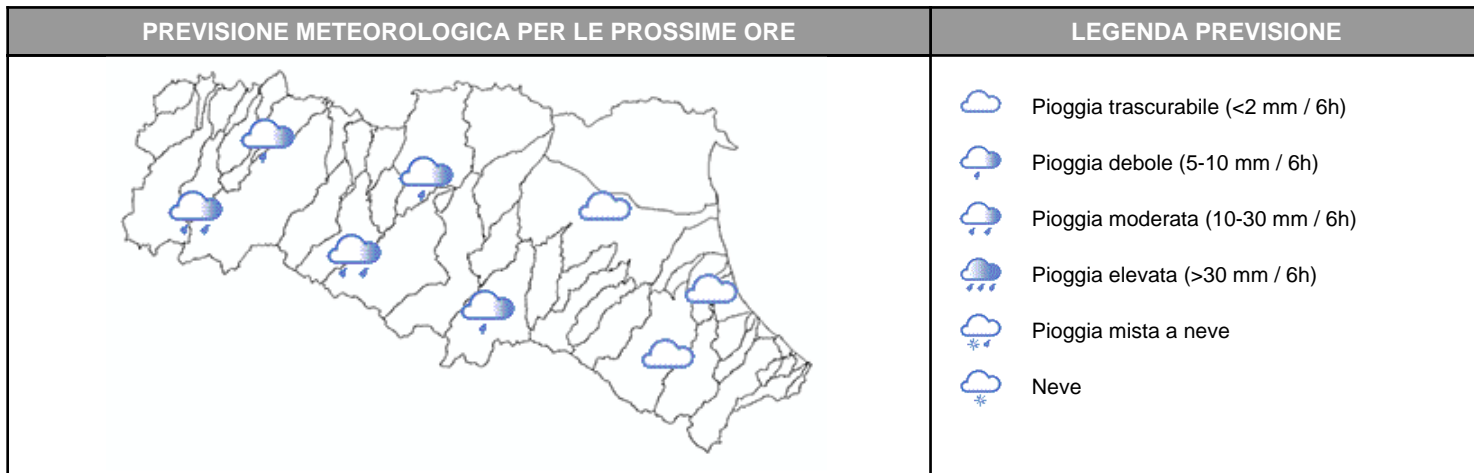 PREVISIONE METEOROLOGICA PER LE PROSSIME ORE
LEGENDA PREVISIONE
Pioggia trascurabile (<2 mm / 6h)
Pioggia debole (5-10 mm / 6h)
Pioggia moderata (10-30 mm / 6h)
Pioggia elevata (>30 mm / 6h)
Pioggia mista a neve
Neve